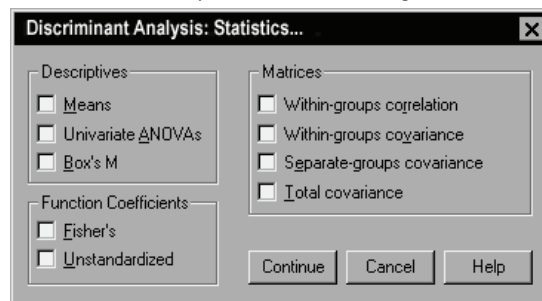 Discriminant Analysis: Statistics...
Descriptives
Means
Univariate ANOVAs
Box's M
Function Coefficients
Fisher's
Unstandardized
Matrices
Within-groups correlation
Within-groups covariance
Separate-groups covariance
Total covariance
Continue
Cancel
Help